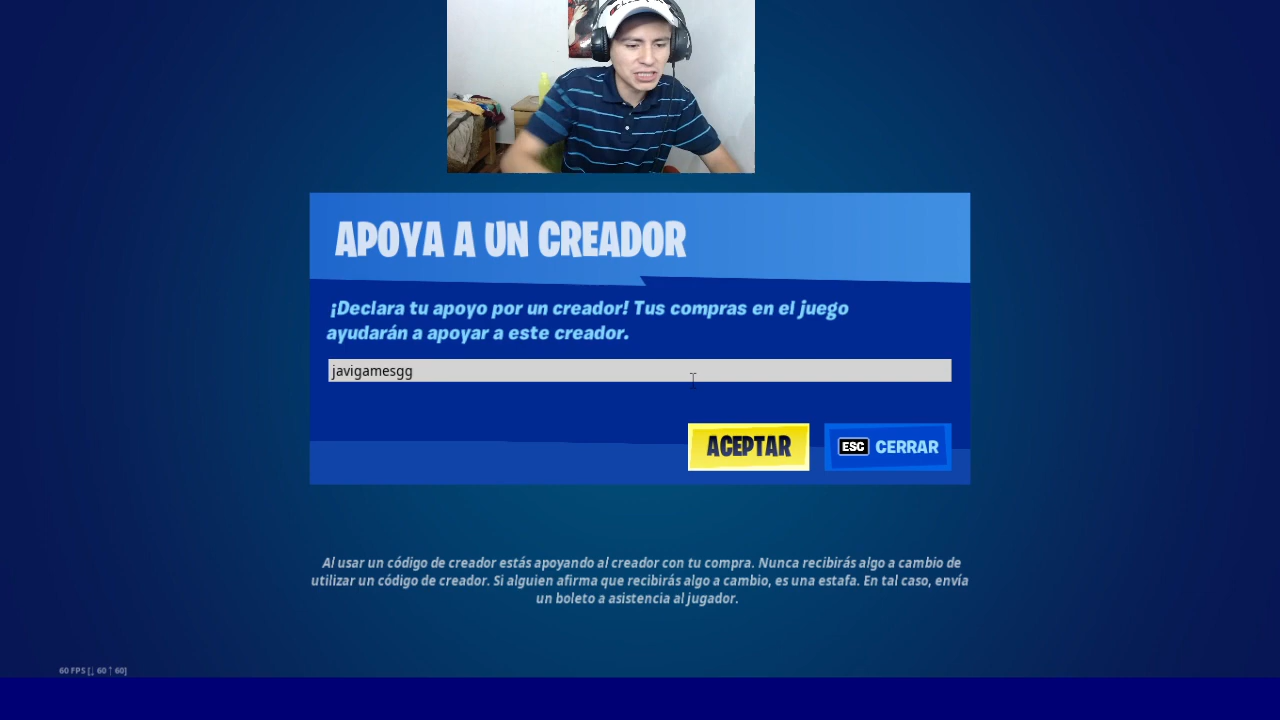 APOYA A UN CREADOR
¡Declara tu apoyo por un creador! Tus compras en el juego
ayudarán a apoyar a este creador.
javigamesgg
ACEPTAR
ESC CERRAR
Al usar un código de creador estás apoyando al creador con tu compra. Nunca recibirás algo a cambio de
utilizar un código de creador. Si alguien afirma que recibirás algo a cambio, es una estafa. En tal caso, envía
un boleto a asistencia al jugador.
60 FPS [↓ 60 ↑ 60]